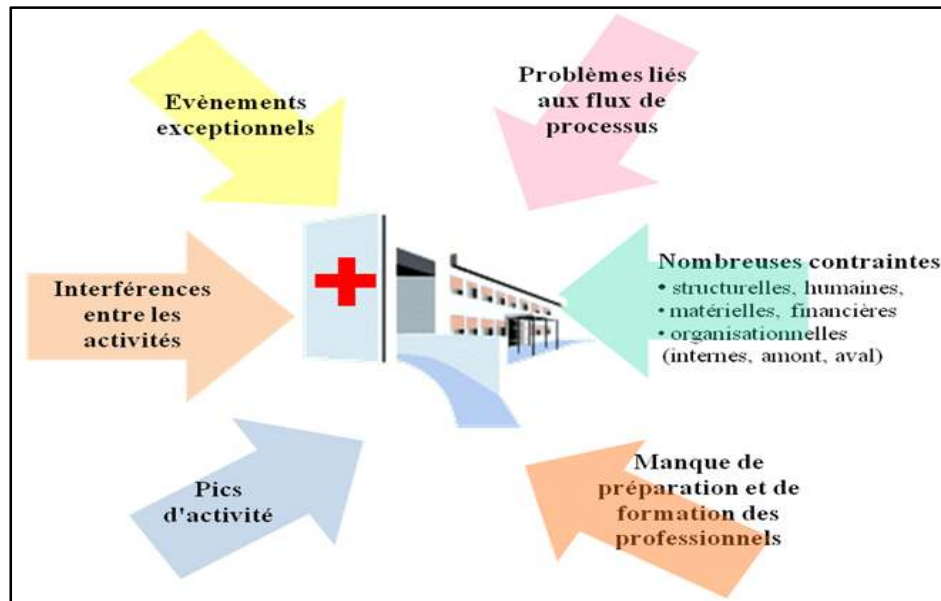 Evènements
exceptionnels
Problèmes liés
aux flux de
processus
Interférences
entre les
activités
Nombreuses contraintes
• structurelles, humaines,
• matérielles, financières
• organisationnelles
(internes, amont, aval)
Pics
d'activité
Manque de
préparation et de
formation des
professionnels